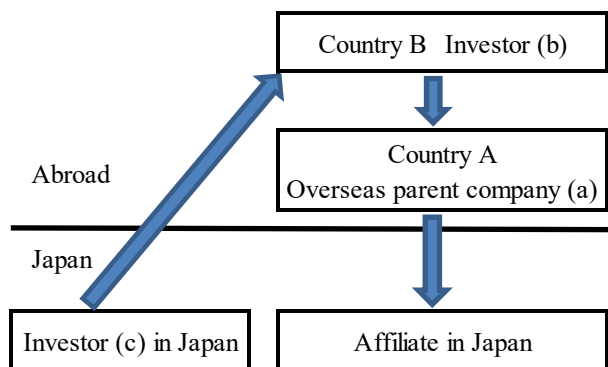 Country B   Investor (b)
Country A
Overseas parent company (a)
Abroad
Japan
Investor (c) in Japan
Affiliate in Japan